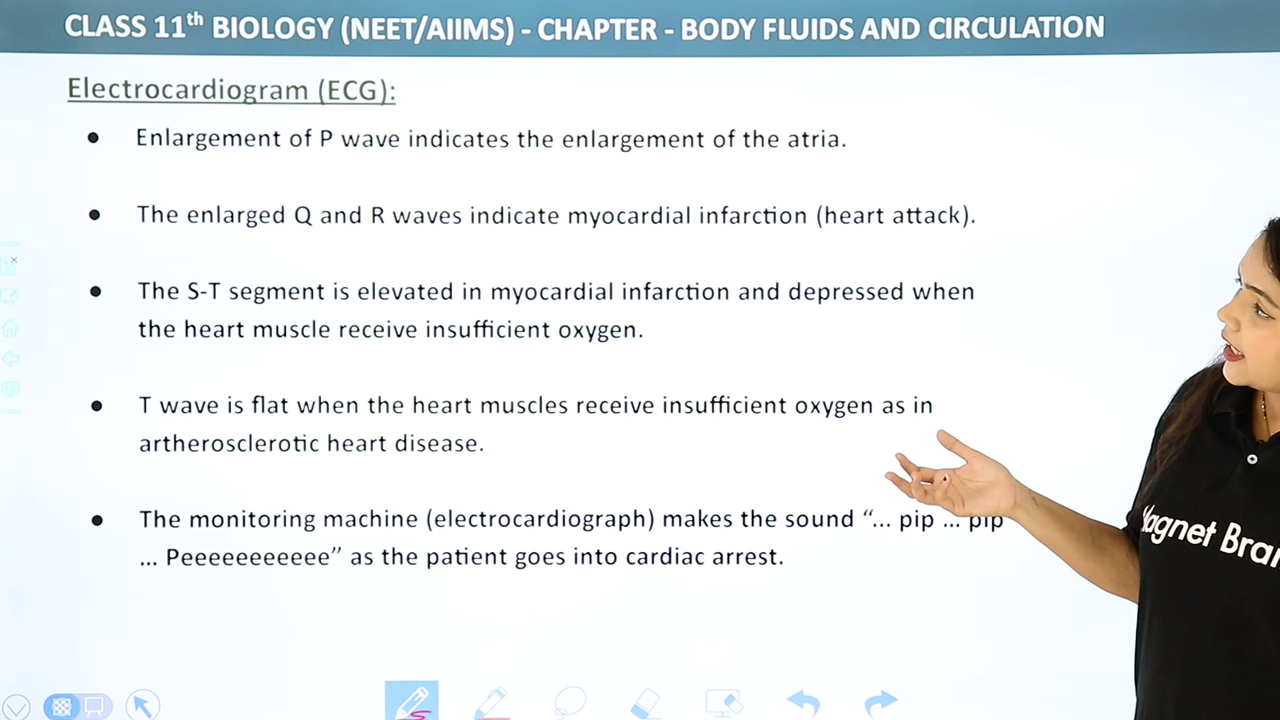 CLASS 11th BIOLOGY (NEET/AIIMS) - CHAPTER - BODY FLUIDS AND CIRCULATION
Electrocardiogram (ECG):
• Enlargement of P wave indicates the enlargement of the atria.
• The enlarged Q and R waves indicate myocardial infarction (heart attack).
• The S-T segment is elevated in myocardial infarction and depressed when
the heart muscle receive insufficient oxygen.
• T wave is flat when the heart muscles receive insufficient oxygen as in
artherosclerotic heart disease.
• The monitoring machine (electrocardiograph) makes the sound “... pip ... pip
... Peeeeeeeeeee” as the patient goes into cardiac arrest.
Magnet Bra